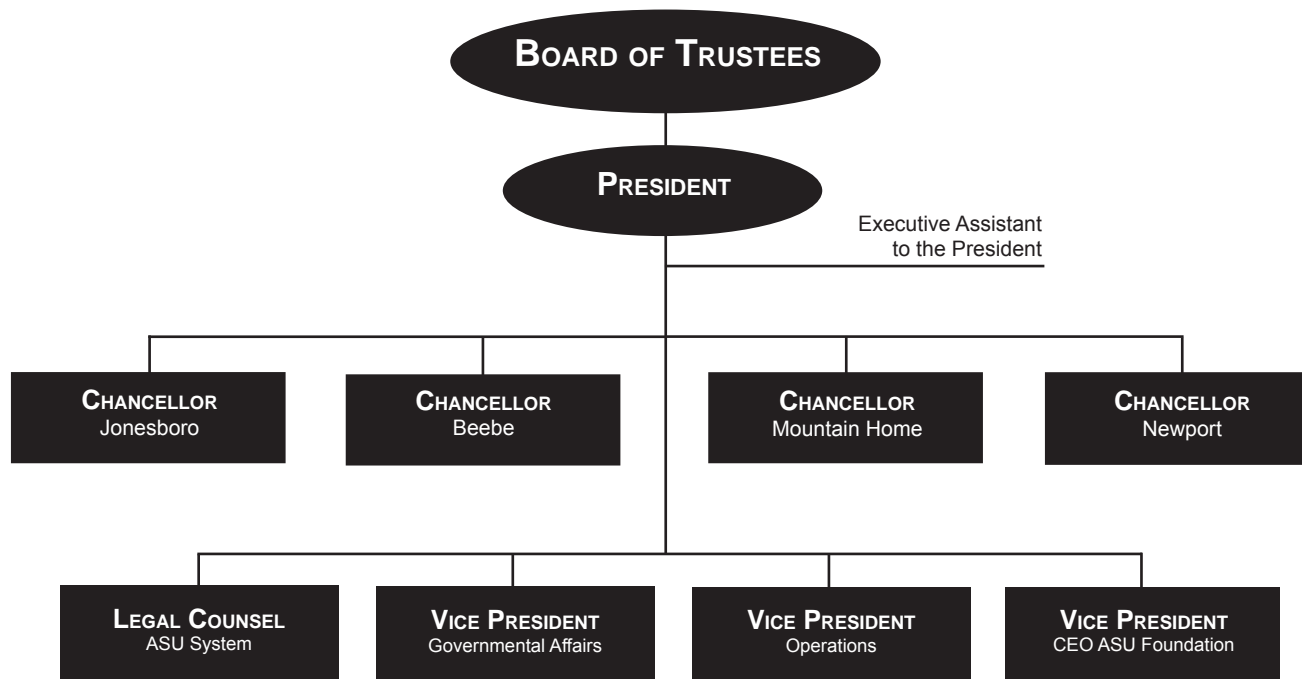 Board of Trustees
President
Executive Assistant
to the President
Chancellor
Jonesboro
Chancellor
Beebe
Chancellor
Mountain Home
Chancellor
Newport
Legal Counsel
ASU System
Vice President
Governmental Affairs
Vice President
Operations
Vice President
CEO ASU Foundation